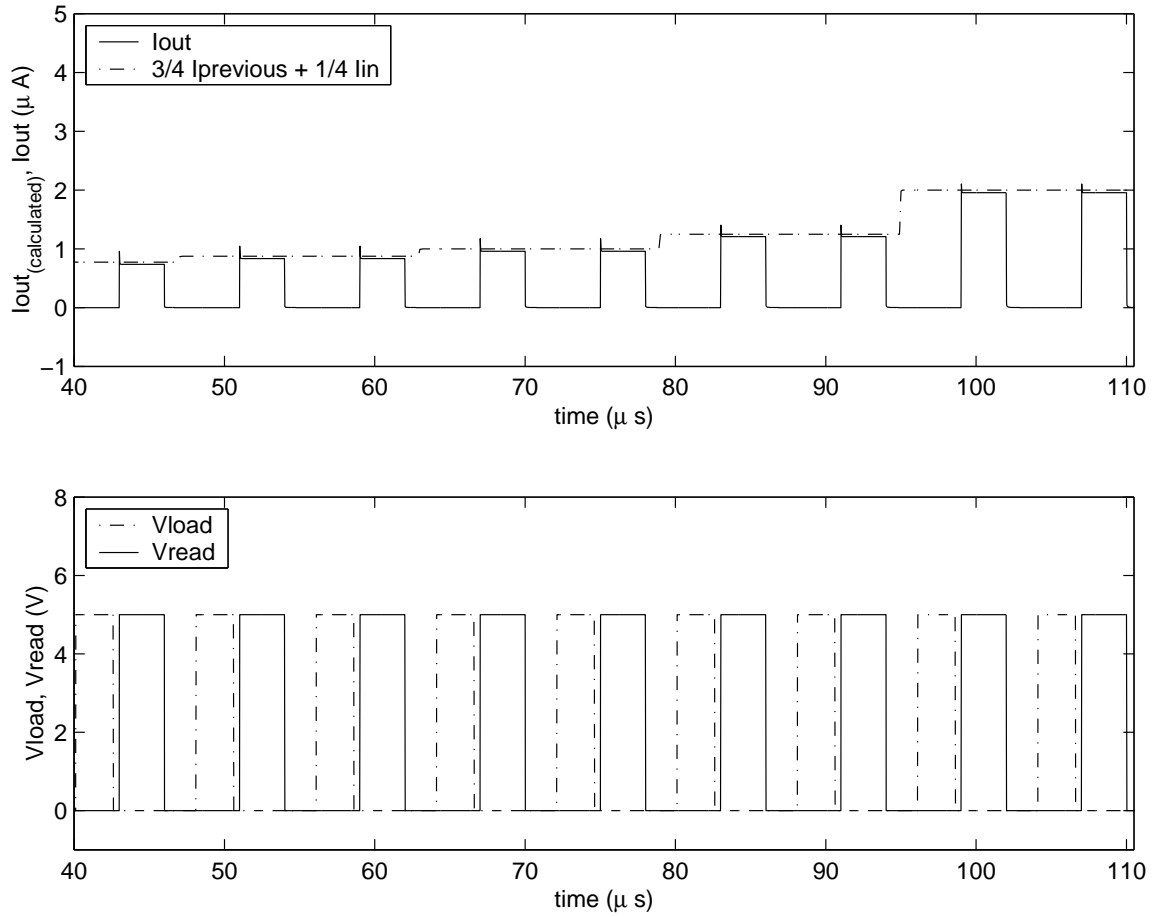 5
4
3
2
1
0
−1
Iout(calculated), Iout (μ A)
Iout
3/4 Iprevious + 1/4 Iin
40 50 60 70 80 90 100 110
time (μ s)
8
6
4
2
0
Vload, Vread (V)
Vload
Vread
40 50 60 70 80 90 100 110
time (μ s)